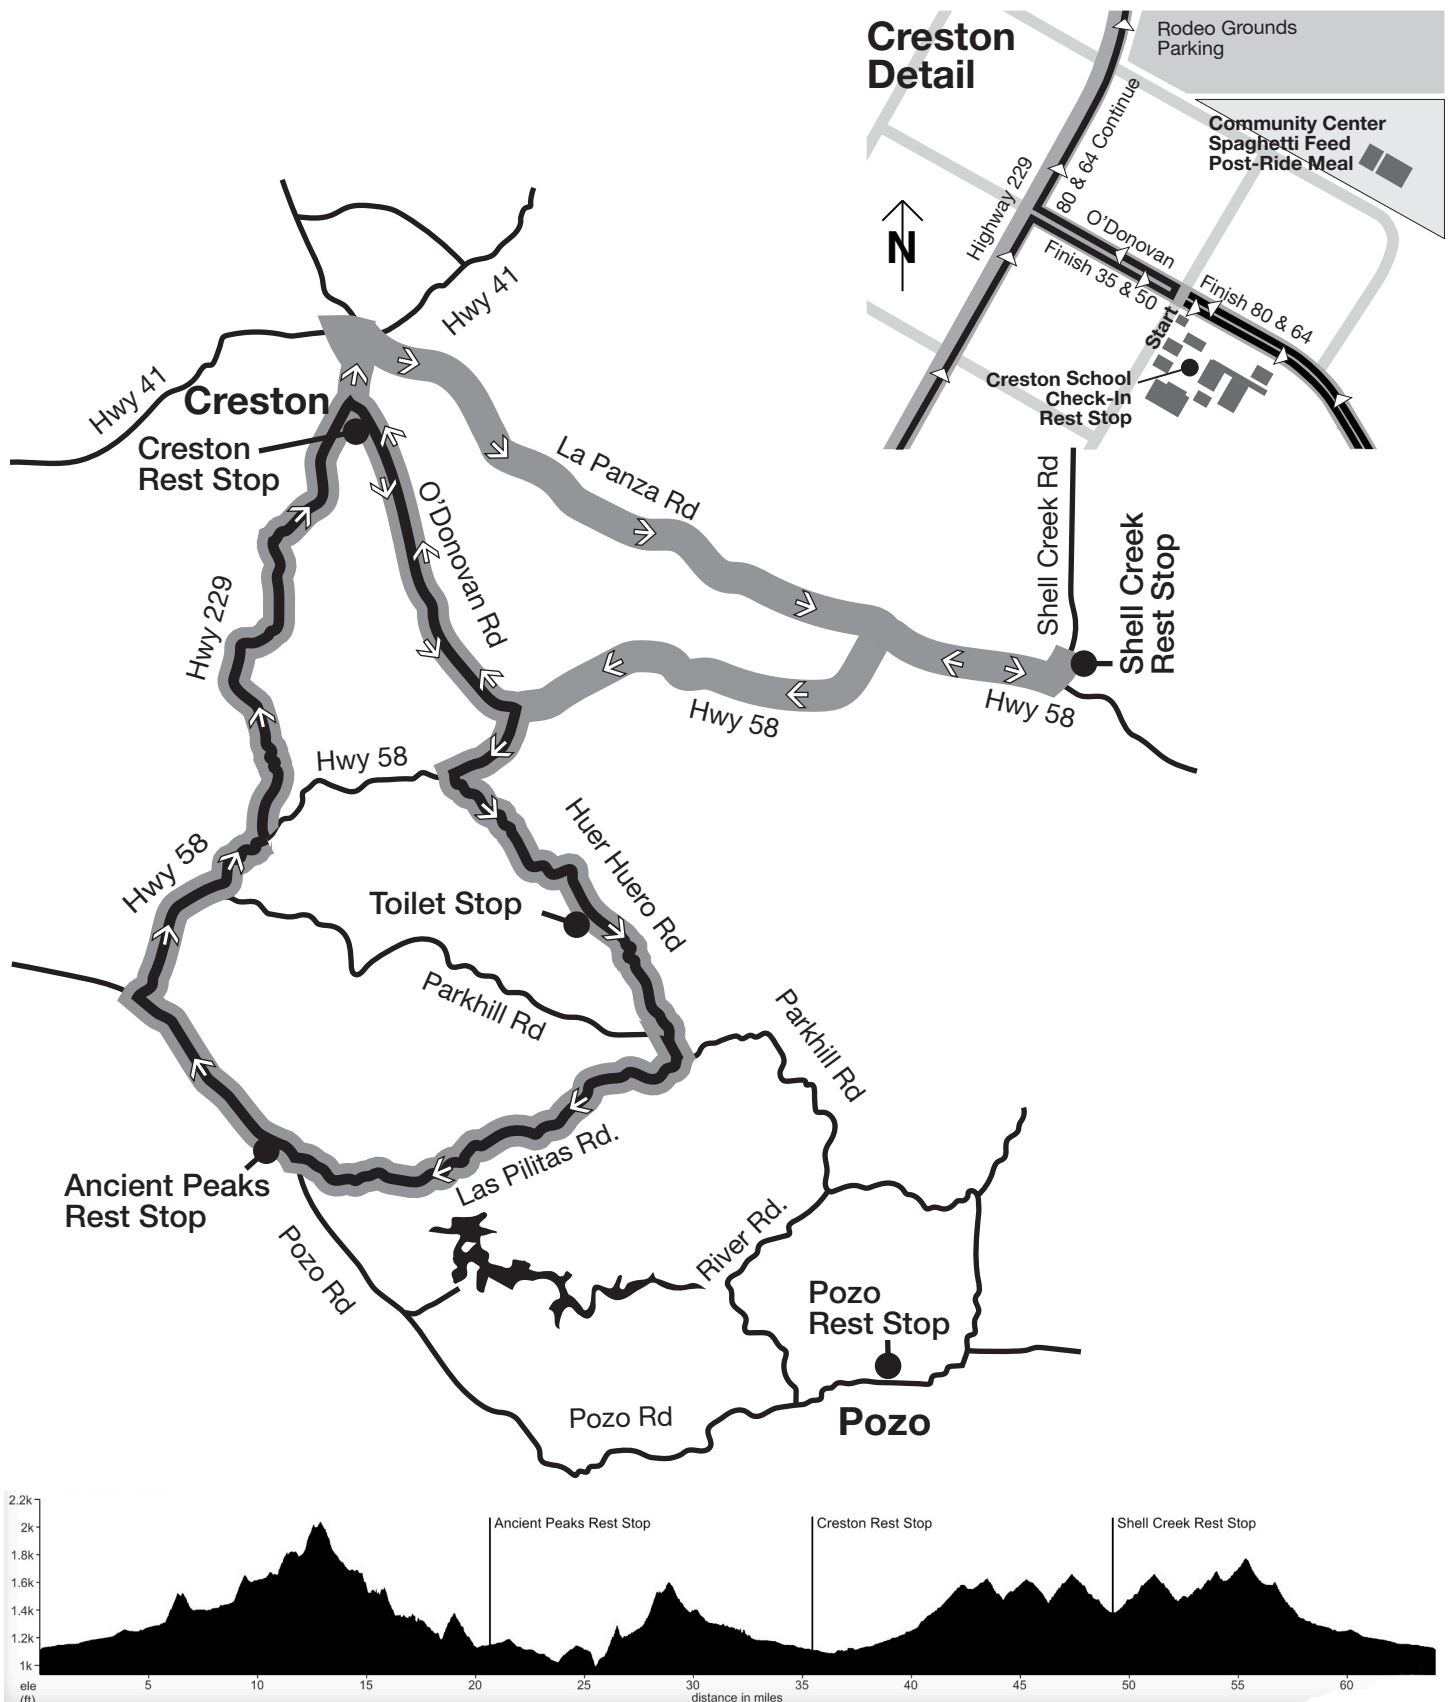 Creston
Detail
Rodeo Grounds
Parking
Community Center
Spaghetti Feed
Post-Ride Meal
80 & 64 Continue
Highway 229
N
O'Donovan
Finish 35 & 50
Finish 80 & 64
Start
Creston School
Check-In
Rest Stop
Hwy 41
Hwy 41
Creston
Creston
Rest Stop
La Panza Rd
O'Donovan Rd
Shell Creek Rd
Shell Creek
Rest Stop
Hwy 229
Hwy 58
Hwy 58
Hwy 58
Hwy 58
Huer Huero Rd
Toilet Stop
Parkhill Rd
Parkhill Rd
Las Pilitas Rd.
Ancient Peaks
Rest Stop
Pozo Rd
River Rd.
Pozo
Rest Stop
Pozo Rd
Pozo
2.2k
2k
1.8k
1.6k
1.4k
1.2k
1k
ele
(ft)
Ancient Peaks Rest Stop
Creston Rest Stop
Shell Creek Rest Stop
5 10 15 20 25 30 35 40 45 50 55 60
distance in miles